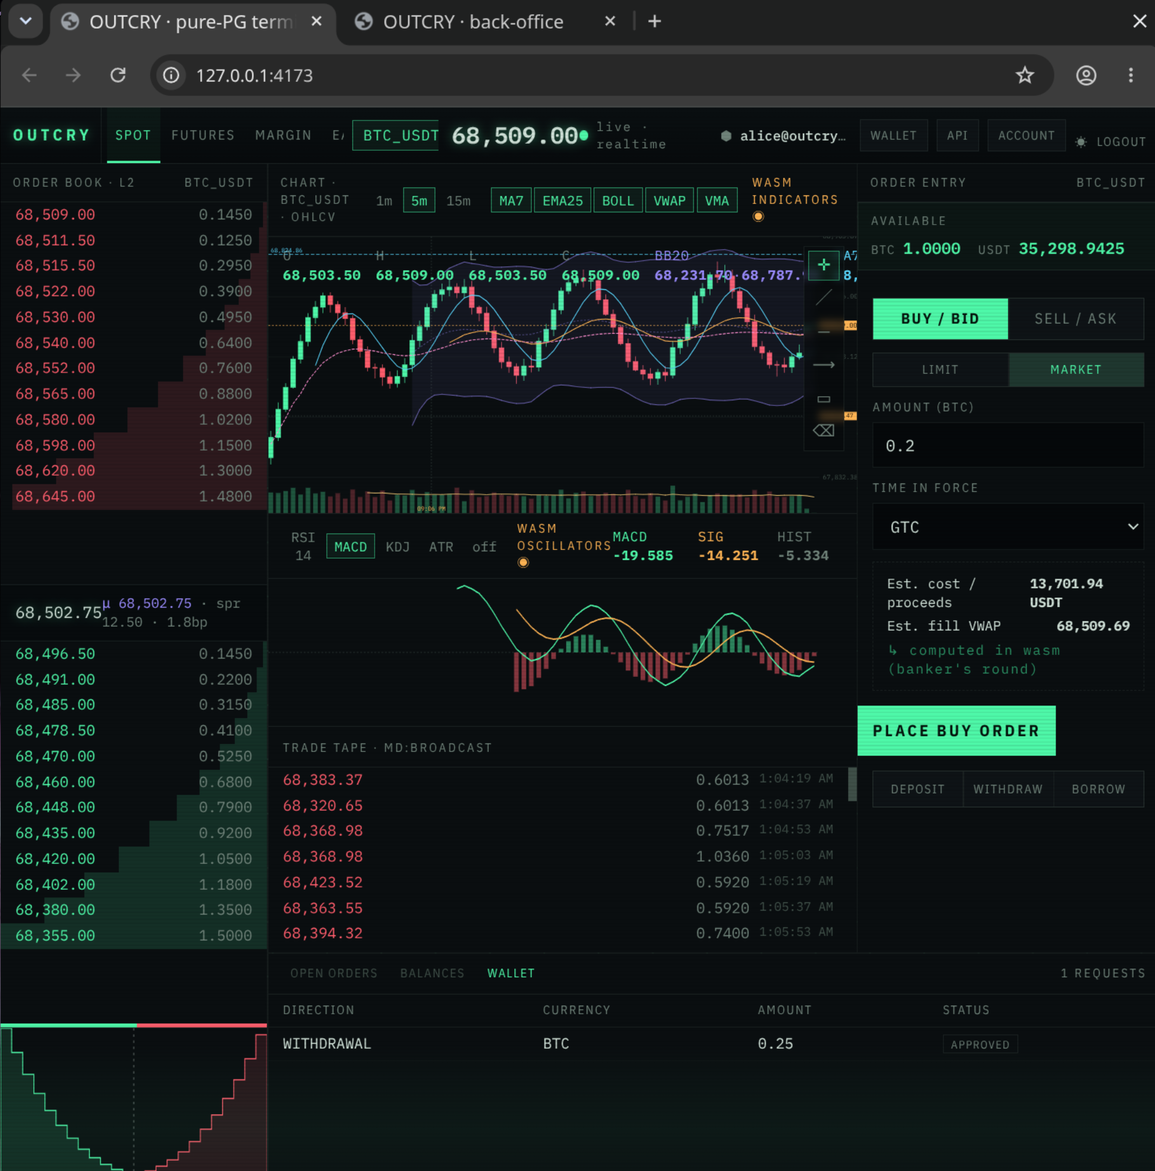 OUTCRY · pure-PG term
OUTCRY · back-office
127.0.0.1:4173
OUTCRY
SPOT
FUTURES
MARGIN
BTC_USDT
68,509.00
live ·
realtime
alice@outcry…
WALLET
API
ACCOUNT
LOGOUT
ORDER BOOK · L2
BTC_USDT
68,509.00 0.1450
68,511.50 0.1250
68,515.50 0.2950
68,522.00 0.3900
68,530.00 0.4950
68,540.00 0.6400
68,552.00 0.7600
68,565.00 0.8800
68,580.00 1.0200
68,598.00 1.1500
68,620.00 1.3000
68,645.00 1.4800
68,502.75
µ 68,502.75 · spr
12.50 · 1.8bp
68,496.50 0.1450
68,491.00 0.2200
68,485.00 0.3150
68,478.50 0.4100
68,470.00 0.5250
68,460.00 0.6800
68,448.00 0.7900
68,435.00 0.9200
68,420.00 1.0500
68,402.00 1.1800
68,380.00 1.3500
68,355.00 1.5000
CHART ·
BTC_USDT
· OHLCV
1m
5m
15m
MA7
EMA25
BOLL
VWAP
VMA
WASM
INDICATORS
O H L C BB20
68,503.50 68,509.00 68,503.50 68,509.00 68,231.70·68,787.
09:06 PM
RSI
14
MACD
KDJ
ATR
off
WASM
OSCILLATORS
MACD
-19.585
SIG
-14.251
HIST
-5.334
TRADE TAPE · MD:BROADCAST
68,383.37 0.6013 1:04:19 AM
68,320.65 0.6013 1:04:37 AM
68,368.98 0.7517 1:04:53 AM
68,368.98 1.0360 1:05:03 AM
68,423.52 0.5920 1:05:19 AM
68,363.55 0.5920 1:05:37 AM
68,394.32 0.7400 1:05:53 AM
ORDER ENTRY
BTC_USDT
AVAILABLE
BTC 1.0000 USDT 35,298.9425
BUY / BID
SELL / ASK
LIMIT
MARKET
AMOUNT (BTC)
0.2
TIME IN FORCE
GTC
Est. cost /
proceeds
13,701.94
USDT
Est. fill VWAP 68,509.69
↳ computed in wasm
(banker's round)
PLACE BUY ORDER
DEPOSIT
WITHDRAW
BORROW
OPEN ORDERS
BALANCES
WALLET
1 REQUESTS
DIRECTION CURRENCY AMOUNT STATUS
WITHDRAWAL BTC 0.25 APPROVED